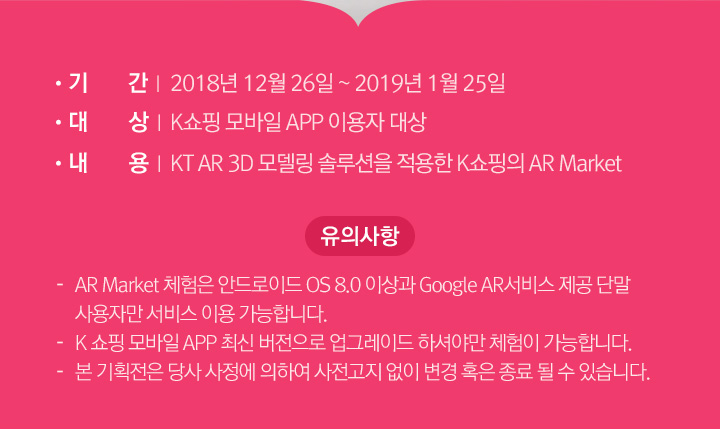 • 기 간 | 2018년 12월 26일 ~ 2019년 1월 25일
• 대 상 | K쇼핑 모바일 APP 이용자 대상
• 내 용 | KT AR 3D 모델링 솔루션을 적용한 K쇼핑의 AR Market
유의사항
- AR Market 체험은 안드로이드 OS 8.0 이상과 Google AR서비스 제공 단말
사용자만 서비스 이용 가능합니다.
- K 쇼핑 모바일 APP 최신 버전으로 업그레이드 하셔야만 체험이 가능합니다.
- 본 기획전은 당사 사정에 의하여 사전고지 없이 변경 혹은 종료 될 수 있습니다.